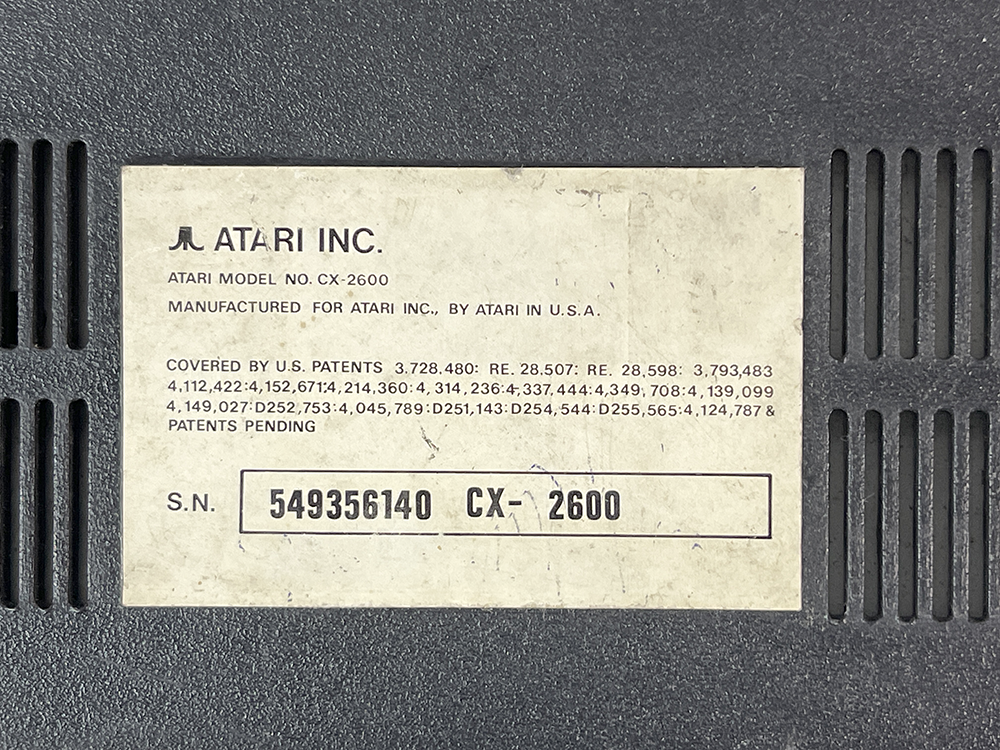 ATARI INC.
ATARI MODEL NO. CX-2600
MANUFACTURED FOR ATARI INC., BY ATARI IN U.S.A.
COVERED BY U.S. PATENTS 3.728.480: RE. 28,507: RE. 28,598: 3,793,483
4,112,422:4,152,671:4,214,360:4, 314, 236:4,337,444:4,349, 708:4, 139,099
4,149,027:D252,753:4,045,789:D251,143:D254,544:D255,565:4,124,787 &
PATENTS PENDING
S.N. 549356140 CX- 2600